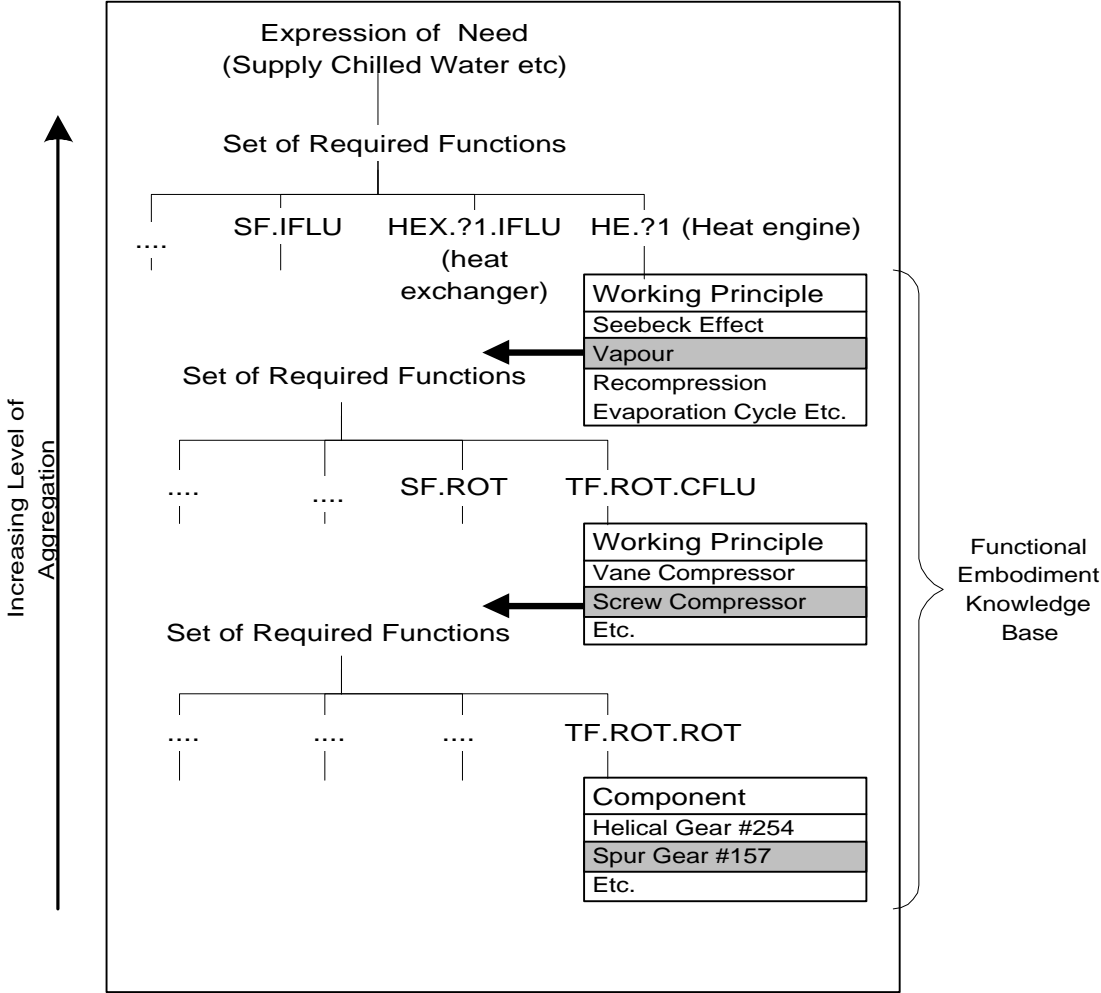 Expression of Need
(Supply Chilled Water etc)
Set of Required Functions
....
SF.IFLU
HEX.?1.IFLU
(heat
exchanger)
HE.?1 (Heat engine)
Working Principle
Seebeck Effect
Vapour
Recompression
Evaporation Cycle Etc.
Set of Required Functions
....
....
SF.ROT
TF.ROT.CFLU
Working Principle
Vane Compressor
Screw Compressor
Etc.
Set of Required Functions
....
....
....
TF.ROT.ROT
Component
Helical Gear #254
Spur Gear #157
Etc.
Increasing Level of
Aggregation
Functional
Embodiment
Knowledge
Base